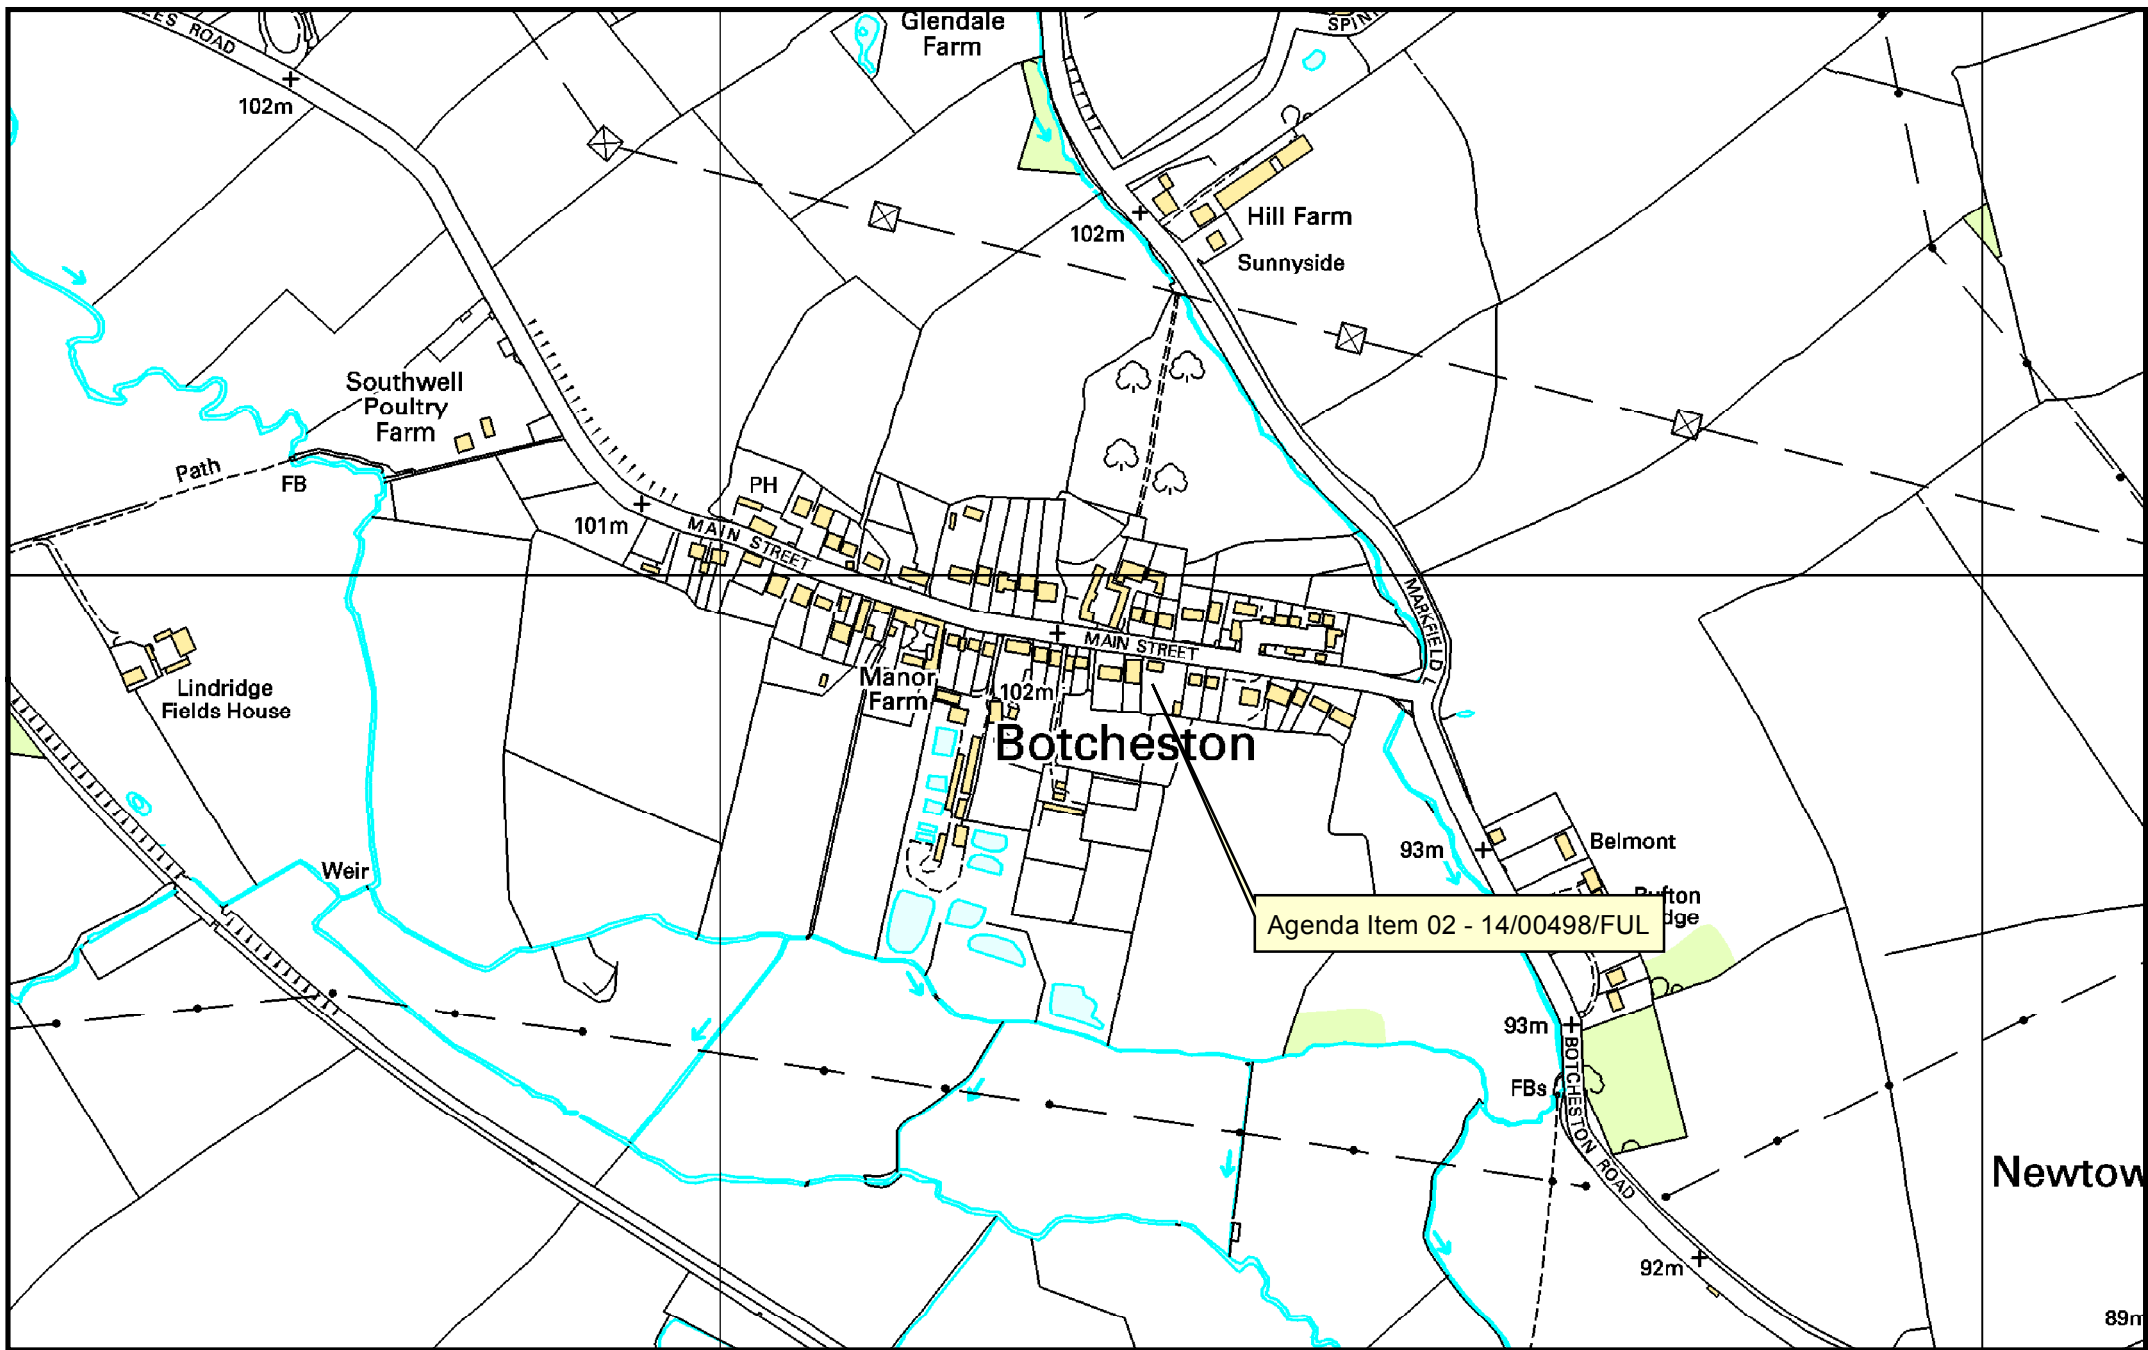 LES ROAD
Glendale
Farm
SPIN
102m
Hill Farm
102m
Sunnyside
Southwell
Poultry
Farm
Path
FB
PH
101m
MAIN STREET
MARKFIELD L
MAIN STREET
Manor
Farm
102m
Lindridge
Fields House
Botcheston
Belmont
93m
Weir
Agenda Item 02 - 14/00498/FUL
93m
BOTCHESTON ROAD
FBs
Newtow
92m
89m